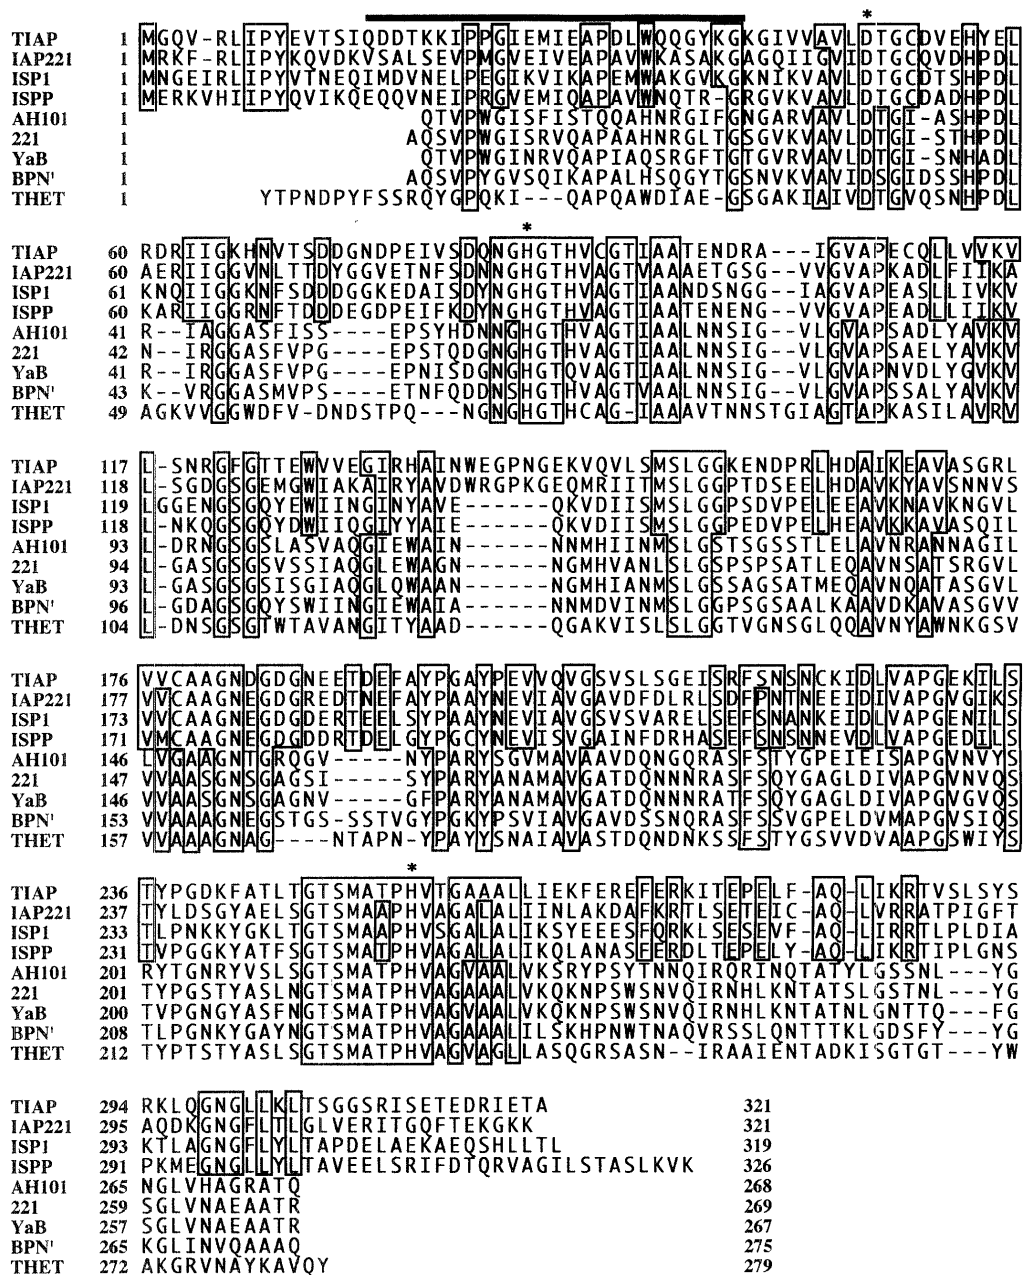 *
TIAP 1 MGQV-RLIPYEVTSIQDDTKKIPPGIEMIEAPDLWQQGYKGKGIVVAVLDTGCDVEHYEL
IAP221 1 MRKF-RLIPYKQVDKVSALSEVPMGVEIVEAPAVWKASAKGAGQIIGVIDTGCQVDHPDL
ISP1 1 MNGEIRLIPYVTNEQIMDVNELPEGIKVIKAPEMWAKGVKGKNIKVAVLDTGCDTSHPDL
ISPP 1 MERKVHIIPYQVIKQEQQVNEIPRGVEMIQAPAVWNQTR-GRGVKVAVLDTGCDADHPDL
AH101 1 QTVPWGISFISTQQAHNRGIFGNGARVAVLDTGI-ASHPDL
221 1 AQSVPWGISRVQAPAAHNRGLTGSGVKVAVLDTGI-STHPDL
YaB 1 QTVPWGINRVQAPIAQSRGFTGTGVRVAVLDTGI-SNHADL
BPN' 1 AQSVPYGVSQIKAPALHSQGYTGSNVKVAVIDSGIDSSHPDL
THET 1 YTPNDPYFSSRQYGPQKI---QAPQAWDIAE-GSGAKIAIVDTGVQSNHPDL
*
TIAP 60 RDRIIGKHNVTSDDGNDPEIVSDQNGHGTHVCGTIAATENDRA---IGVAPECQLLVVKV
IAP221 60 AERIIGGVNLTTDYGGVETNFSDNNGHGTHVAGTVAAAETGSG---VVGVAPKADLFIIKA
ISP1 61 KNQIIGGKNFSDDDGGKEDAISDYNGHGTHVAGTIAANDSNGG---IAGVAPEASLLIVKV
ISPP 60 KARIIGGRNFTDDDEGDPEIFKDYNGHGTHVAGTIAATENENG---VVGVAPEADLLIIKV
AH101 41 R--IAGGASFISS----EPSYHDNNGHGTHVAGTIAALNNSIG---VLGVAPSADLYAVKV
221 42 N--IRGGASFVPG----EPSTQDGNGHGTHVAGTIAALNNSIG---VLGVAPSAELYAVKV
YaB 41 R--IRGGASFVPG----EPNISDGNGHGTQVAGTIAALNNSIG---VLGVAPNVDLYGVKV
BPN' 43 K--VRGGASMVPS----ETNFQDDNSHGTHVAGTVAALNNSIG---VLGVAPSSALYAVKV
THET 49 AGKVVGGWDFV-DNDSTPQ---NGNGHGTHCAG-IAAAVTNNSTGIAGTAPKASILAVRV
TIAP 117 L-SNRGFGTTEWVVEGIRHAINWEGPNGEKVQVLSMSLGGKENDPRLHDAIKEAVASGRL
IAP221 118 L-SGDGSGEMGWIAKAIRYAVDWRGPKGEQMRIITMSLGGPTDSEELHDAVKYAVSNNVS
ISP1 119 LGGENGSGQYEWIINGINYAVE------QKVDIISMSLGGPSDVPELKEAVKNAVKNGVL
ISPP 118 L-NKQGSGQYDWIIQGIYYAIE------QKVDIISMSLGGPEDVPELHEAVKKAVASQIL
AH101 93 L-DRNGSGSLASVAQGIEWAIN------NNMHIINMSLGSTSGSSTLELAVNRANNAGIL
221 94 L-GASGSGSVSSIAQGLEWAGN------NGMHVANLSLGSPSPSATLEQAVNSATSRGVL
YaB 93 L-GASGSGSISGIAQGLQWAAN------NGMHIANMSLGSSAGSATMEQAVNQATASGVL
BPN' 96 L-GDAGSGQYSWIINGIEWAIA------NNMDVINMSLGGPSGSAALKAAVDKAVASGVV
THET 104 L-DNSGSGTWTAVANGITYAAD------QGAKVISLSLGGTVGNSGLQQAVNYAWNKGSV
TIAP 176 VVCAAGNDGDGNEETDEFAYPGAYPEVVQVGSVSLSGEISRFSNSNCKIDLVAPGEKILS
IAP221 177 VVCAAGNEGDGREDTNEFAYPAAYNEVIAVGAVDFDLRLSDFPNTNEEIDIVAPGVGIKS
ISP1 173 VVCAAGNEGDGDERTEELSYPAAYNEVIAVGSVSVARELSEFSNANKEIDLVAPGENILS
ISPP 171 VMCAAGNEGDGDDRTDELGYPGCYNEVISVGAINFDRHASEFSNSNNEVDLVAPGEDILS
AH101 146 LVGAAGNTGRQGV-----NYPARYSGVMAVAAVDQNGQRASFSTYGPEIEISAPGVNVYS
221 147 VVAASGNSGAGSI-----SYPARYANAMAVGATDQNNNRASFSQYGAGLDIVAPGVNVQS
YaB 146 VVAASGNSGAGNV-----GFPARYANAMAVGATDQNNNRATFSQYGAGLDIVAPGVGVQS
BPN' 153 VVAAAGNEGSTGS-SSTVGYPGKYPSVIAVGAVDSSNQRASFSSVGPELDVMAPGVSIQS
THET 157 VVAAAGNAG----NTAPN-YPAYYSNAIAVASTDQNDNKSSFSTYGSVVDVAAPGSWIYS
*
TIAP 236 TYPGDKFATLTGTSMATPHVTGAAALLIEKFEREFERKITEPELF-AQ-LIKRTVSLSYS
IAP221 237 TYLDSGYAELSGTSMAAPHVAGALALIINLAKDAFKRTLSETEIC-AQ-LVRRATPIGFT
ISP1 233 TLPNKKYGKLTGTSMAAPHVSGALALIKSYEEESFQRKLSESEVF-AQ-LIRRTLPLDIA
ISPP 231 TVPGGKYATFSGTSMATPHVAGALALIKQLANASFERDLTEPELY-AQ-LIKRTIPLGNS
AH101 201 RYTGNRYVSLSGTSMATPHVAGVAALVKSRYPSYTNNQIRQRINQTATYLGSSNL---YG
221 201 TYPGSTYASLNGTSMATPHVAGAAALVKQKNPSWSNVQIRNHLKNTATSLGSTNL---YG
YaB 200 TVPGNGYASFNGTSMATPHVAGVAALVKQKNPSWSNVQIRNHLKNTATNLGNTTQ---FG
BPN' 208 TLPGNKYGAYNGTSMATPHVAGAAALILSKHPNWTNAQVRSSLQNTTTKLGDSFY---YG
THET 212 TYPTSTYASLSGTSMATPHVAGVAGLLASQGRSASN--IRAAIENTADKISGTGT---YW
TIAP 294 RKLQGNGLLKLTSGGSRISETEDRIETA 321
IAP221 295 AQDKGNGFLTLGLVERITGQFTEKGKK 321
ISP1 293 KTLAGNGFLYLTAPDELAEKAEQSHLLTL 319
ISPP 291 PKMEGNGLLYLTAVEELSRIFDTQRVAGILSTASLKVK 326
AH101 265 NGLVHAGRATQ 268
221 259 SGLVNAEAATR 269
YaB 257 SGLVNAEAATR 267
BPN' 265 KGLINVQAAAQ 275
THET 272 AKGRVNAYKAVQY 279